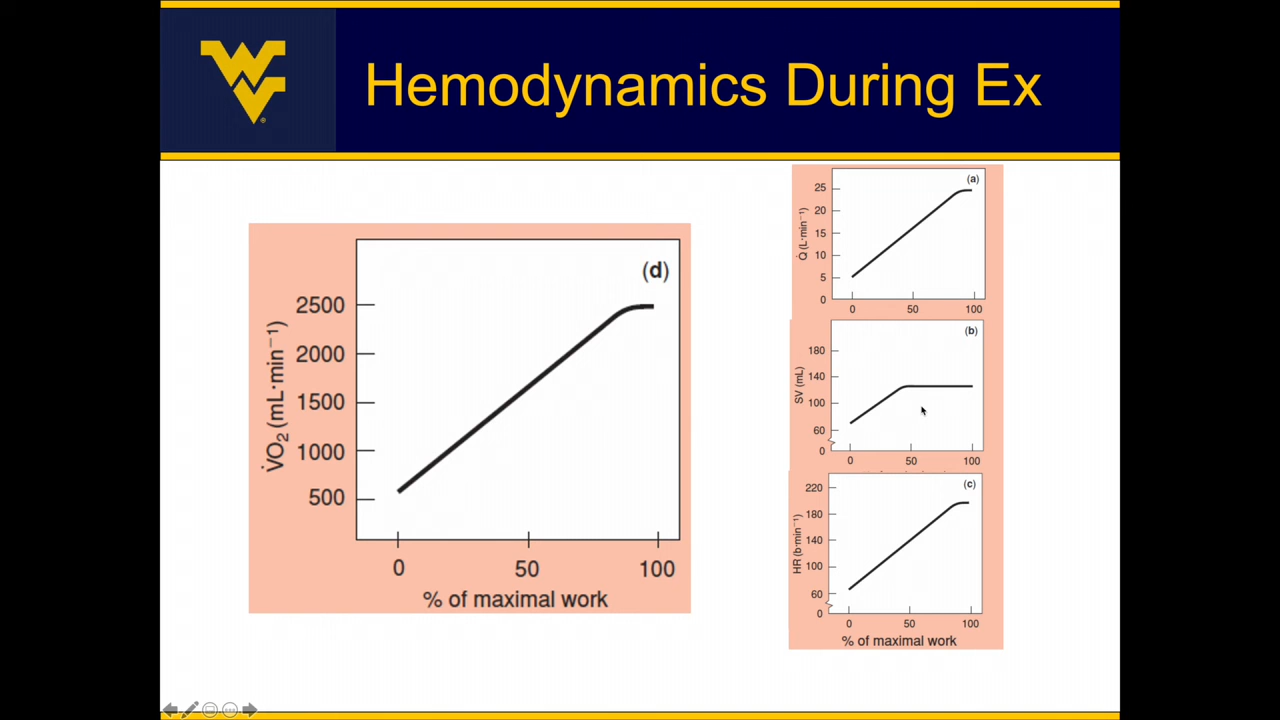 WV
Hemodynamics During Ex
(d)
V̇O₂ (mL·min⁻¹)
2500
2000
1500
1000
500
0 50 100
% of maximal work
(a)
Q̇ (L·min⁻¹)
25
20
15
10
5
0
0 50 100
(b)
SV (mL)
180
140
100
60
0
0 50 100
(c)
HR (b·min⁻¹)
220
180
140
100
60
0
0 50 100
% of maximal work